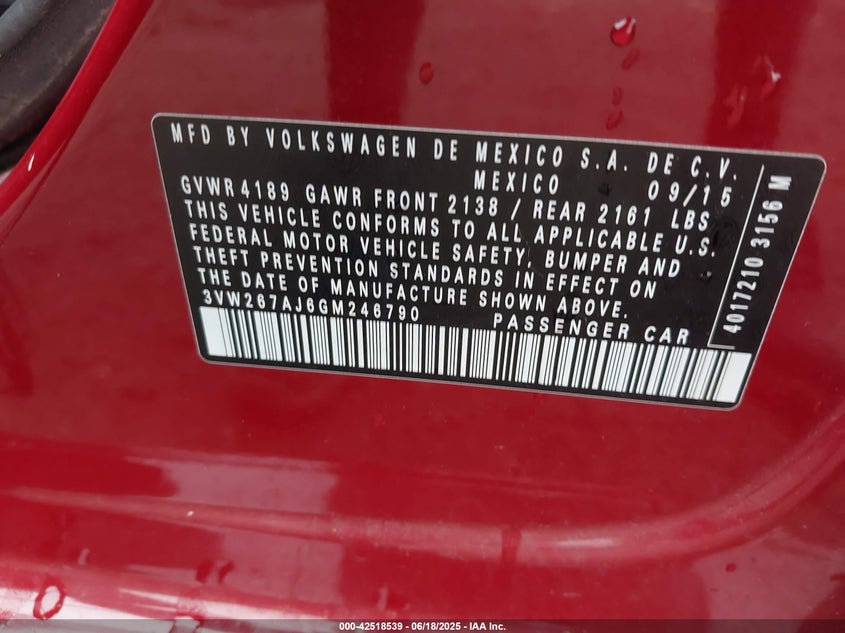 MFD BY VOLKSWAGEN DE MEXICO S.A. DE C.V.
MEXICO 09/15
GVWR 4189 GAWR FRONT 2138 / REAR 2161 LBS
THIS VEHICLE CONFORMS TO ALL APPLICABLE U.S.
FEDERAL MOTOR VEHICLE SAFETY, BUMPER AND
THEFT PREVENTION STANDARDS IN EFFECT ON
THE DATE OF MANUFACTURE SHOWN ABOVE.
3VW267AJ6GM246790 PASSENGER CAR
4017210 3156 M
000-42518539 - 06/18/2025 - IAA Inc.